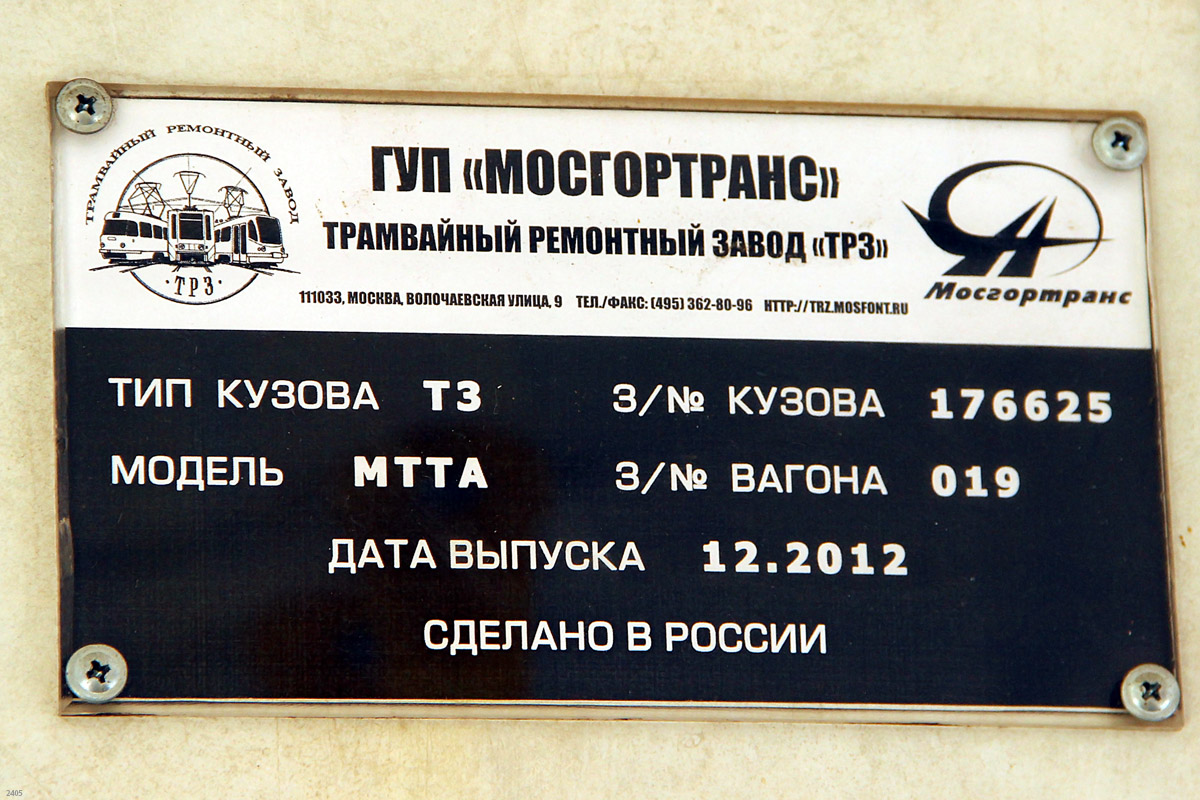 ТРАМВАЙНЫЙ РЕМОНТНЫЙ ЗАВОД
·ТРЗ·
ГУП «МОСГОРТРАНС»
ТРАМВАЙНЫЙ РЕМОНТНЫЙ ЗАВОД «ТРЗ»
111033, МОСКВА, ВОЛОЧАЕВСКАЯ УЛИЦА, 9 ТЕЛ./ФАКС: (495) 362-80-96 HTTP://TRZ.MOSFONT.RU
Мосгортранс
ТИП КУЗОВА Т3 З/№ КУЗОВА 176625
МОДЕЛЬ МТТА З/№ ВАГОНА 019
ДАТА ВЫПУСКА 12.2012
СДЕЛАНО В РОССИИ
2405